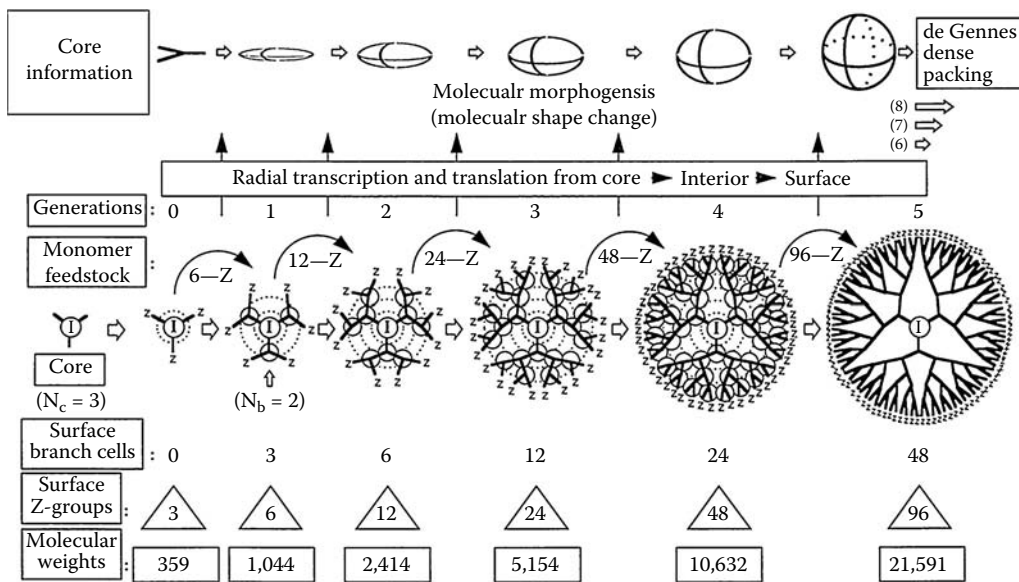 Core
information
de Gennes
dense
packing
Molecualr morphogensis
(molecualr shape change)
(8)
(7)
(6)
Radial transcription and translation from core Interior Surface
Generations : 0 1 2 3 4 5
Monomer
feedstock :
6—Z 12—Z 24—Z 48—Z 96—Z
I I I I I I I
Z Z Z
Core
(Nc = 3) (Nb = 2)
Surface
branch cells : 0 3 6 12 24 48
Surface
Z-groups : 3 6 12 24 48 96
Molecular
weights : 359 1,044 2,414 5,154 10,632 21,591